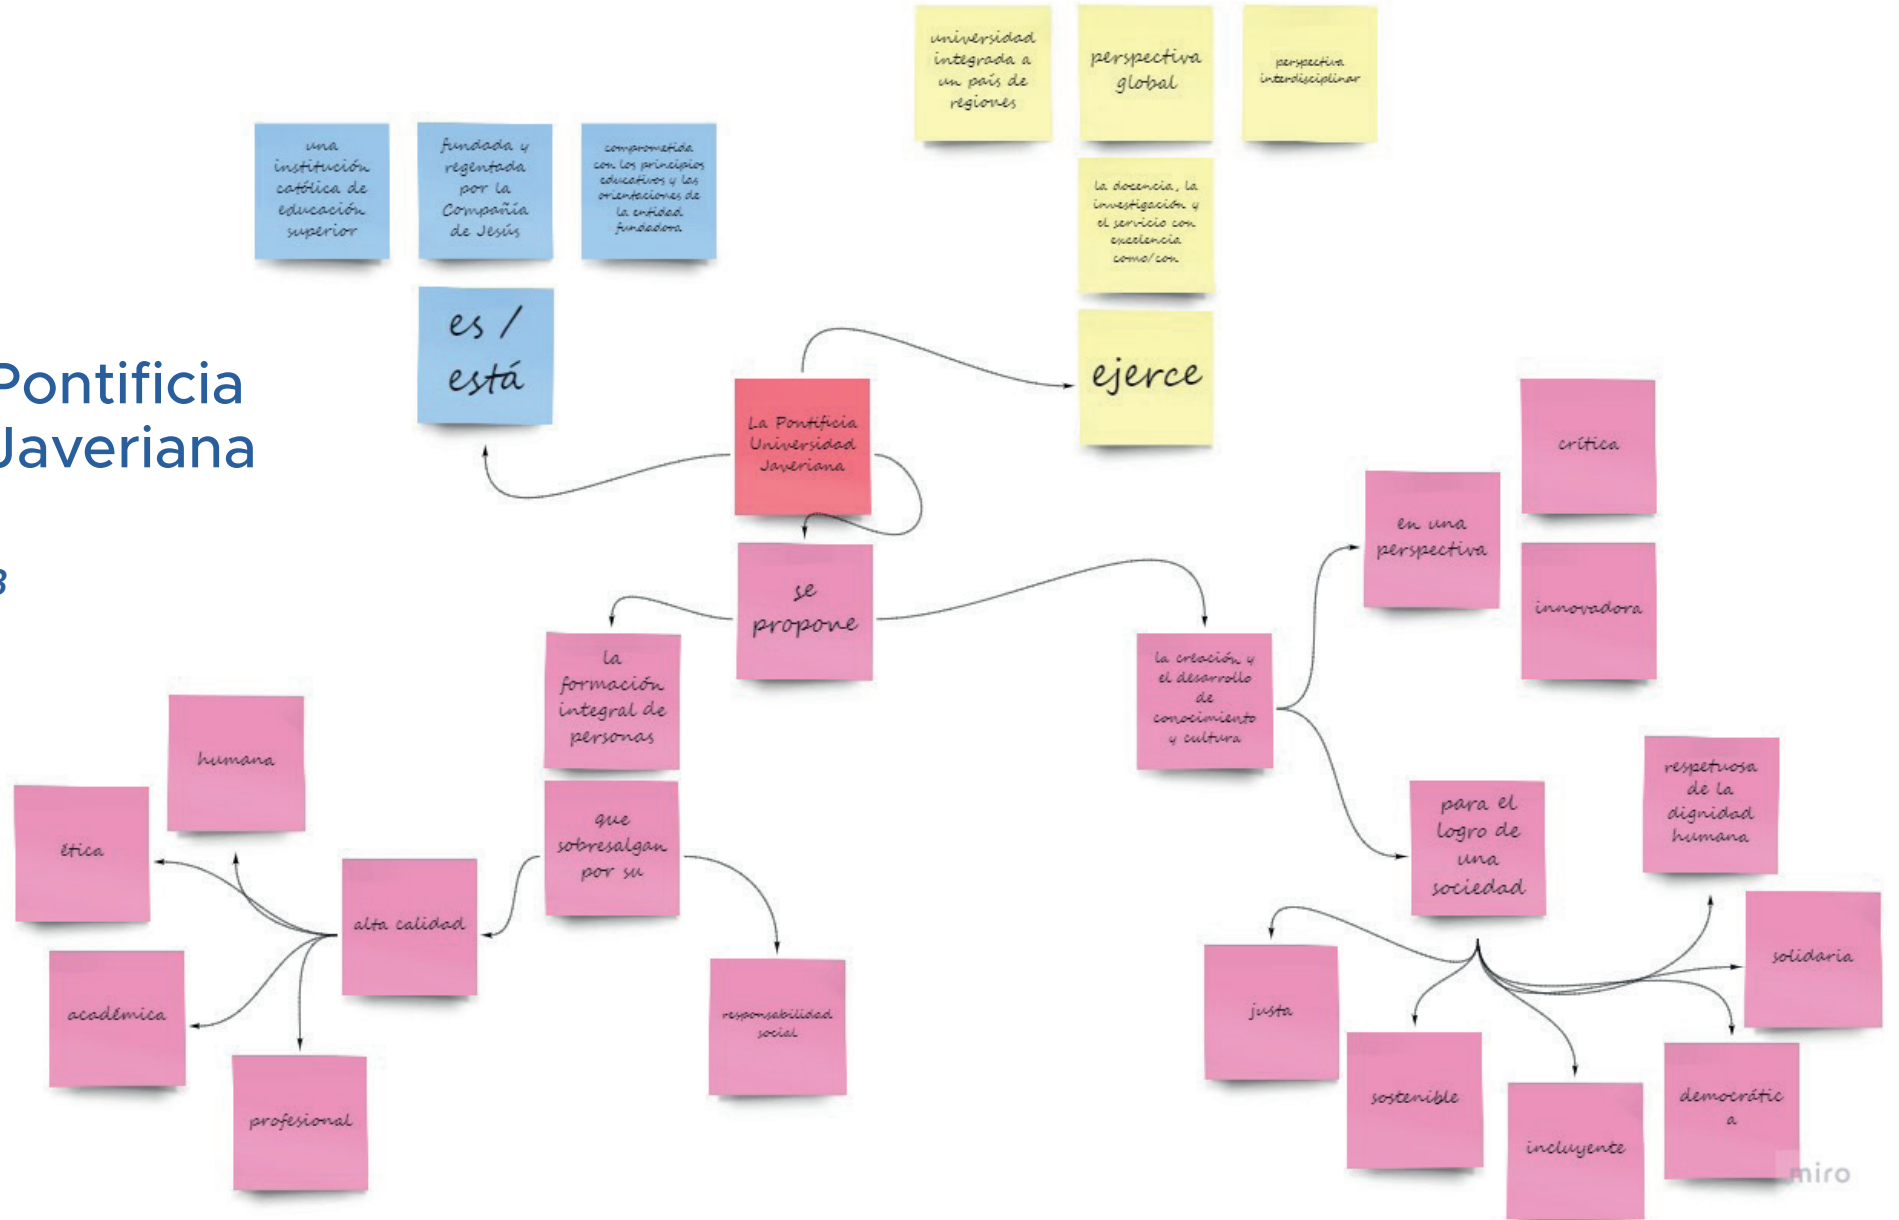 universidad
integrada a
un país de
regiones
perspectiva
global
perspectiva
interdisciplinar
una
institución
católica de
educación
superior
fundada y
regentada
por la
Compañía
de Jesús
comprometida
con los principios
educativos y las
orientaciones de
la entidad
fundadora
la docencia, la
investigación y
el servicio con
excelencia
como/con
es /
está
ejerce
Pontificia
Javeriana
La Pontificia
Universidad
Javeriana
se
propone
crítica
en una
perspectiva
innovadora
la
formación
integral de
personas
la creación y
el desarrollo
de
conocimiento
y cultura
que
sobresalgan
por su
humana
ética
alta calidad
académica
profesional
responsabilidad
social
para el
logro de
una
sociedad
respetuosa
de la
dignidad
humana
solidaria
justa
sostenible
incluyente
democrátic
a
miro